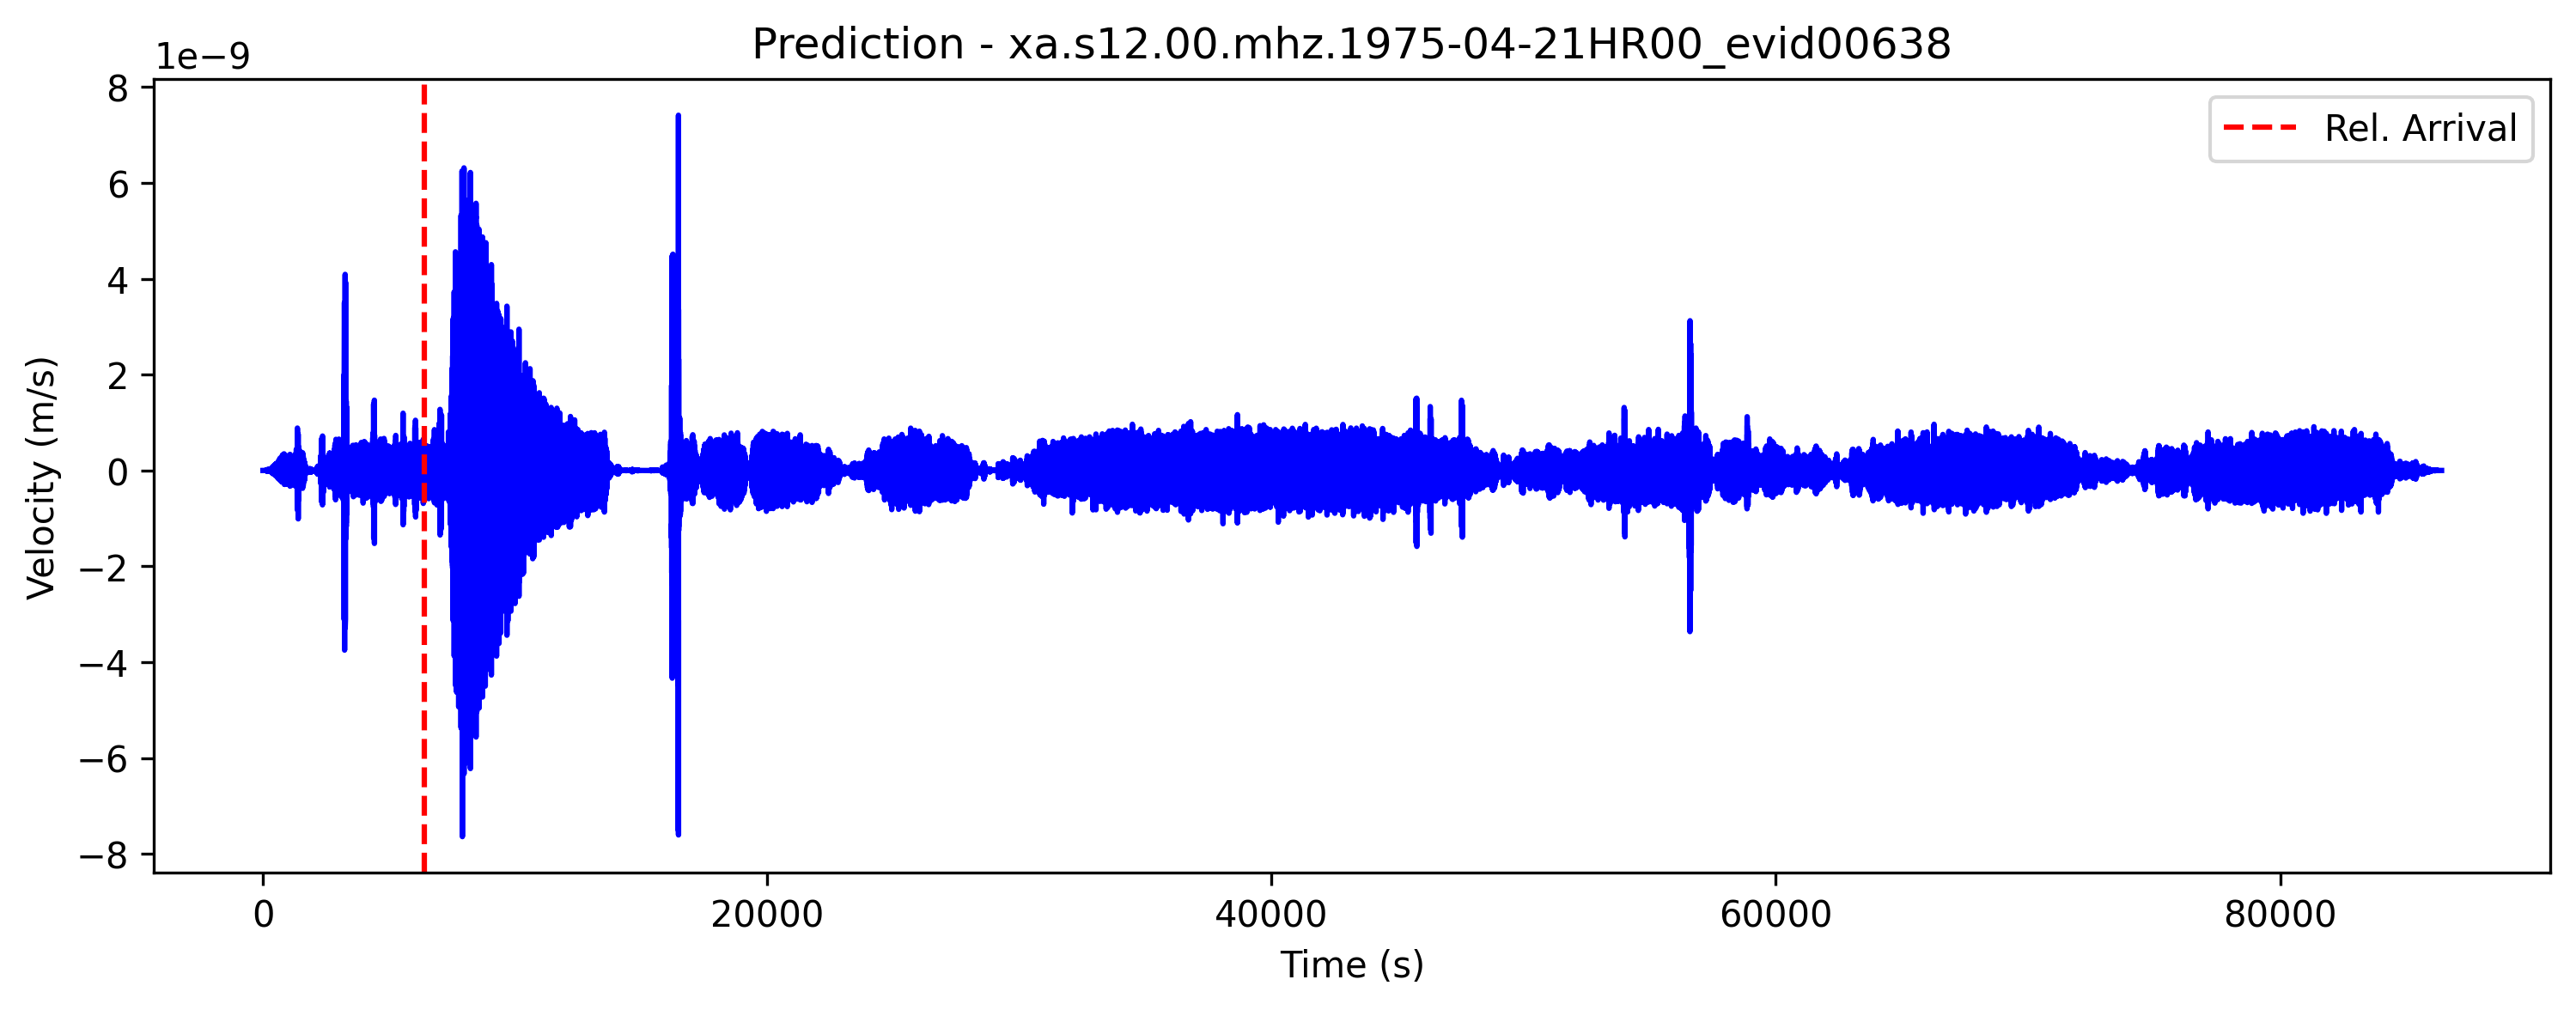 Prediction - xa.s12.00.mhz.1975-04-21HR00_evid00638
1e−9
Rel. Arrival
8
6
4
2
0
−2
−4
−6
−8
Velocity (m/s)
0 20000 40000 60000 80000
Time (s)